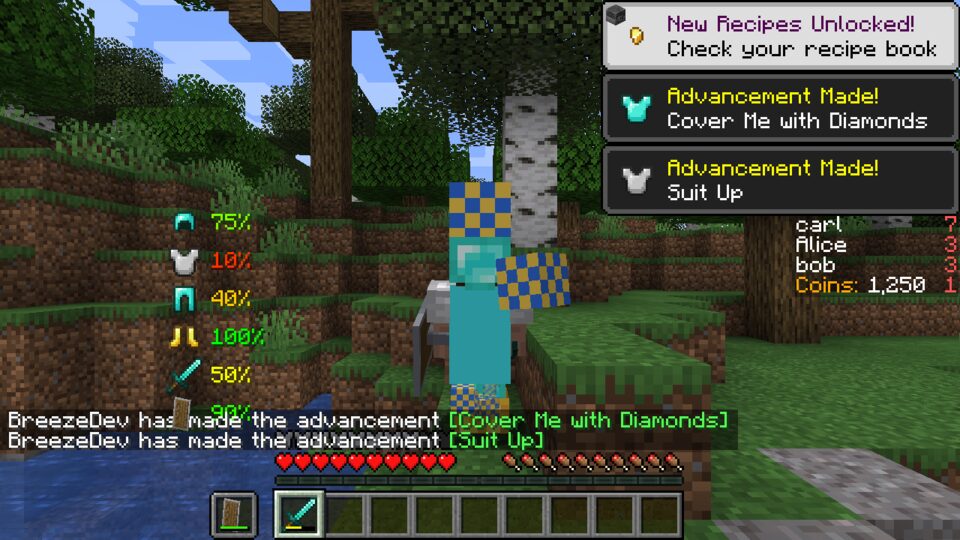 New Recipes Unlocked!
Check your recipe book
Advancement Made!
Cover Me with Diamonds
Advancement Made!
Suit Up
carl 7
Alice 3
bob 3
Coins: 1,250 1
75%
10%
40%
100%
50%
90%
BreezeDev has made the advancement [Cover Me with Diamonds]
BreezeDev has made the advancement [Suit Up]